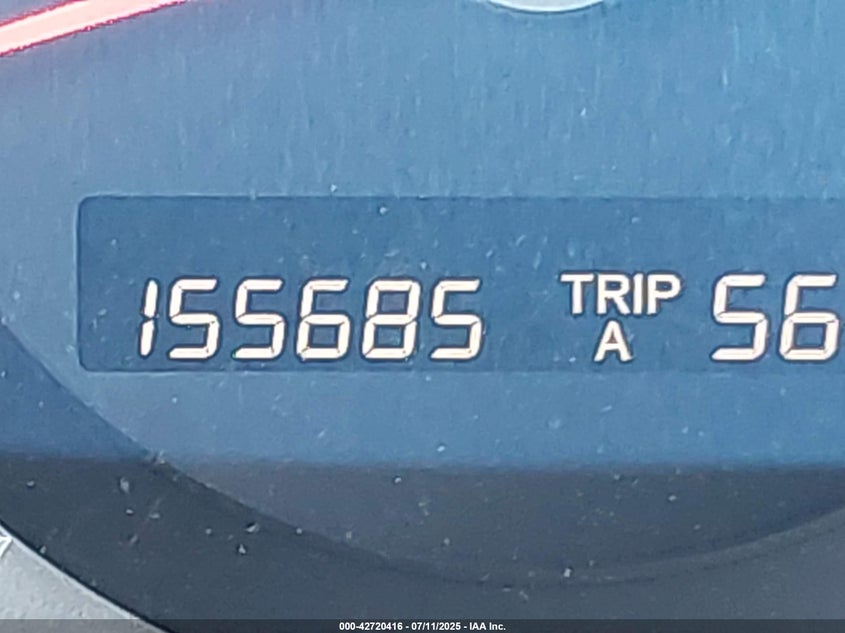 155685 TRIP A 56
000-42720416 - 07/11/2025 - IAA Inc.